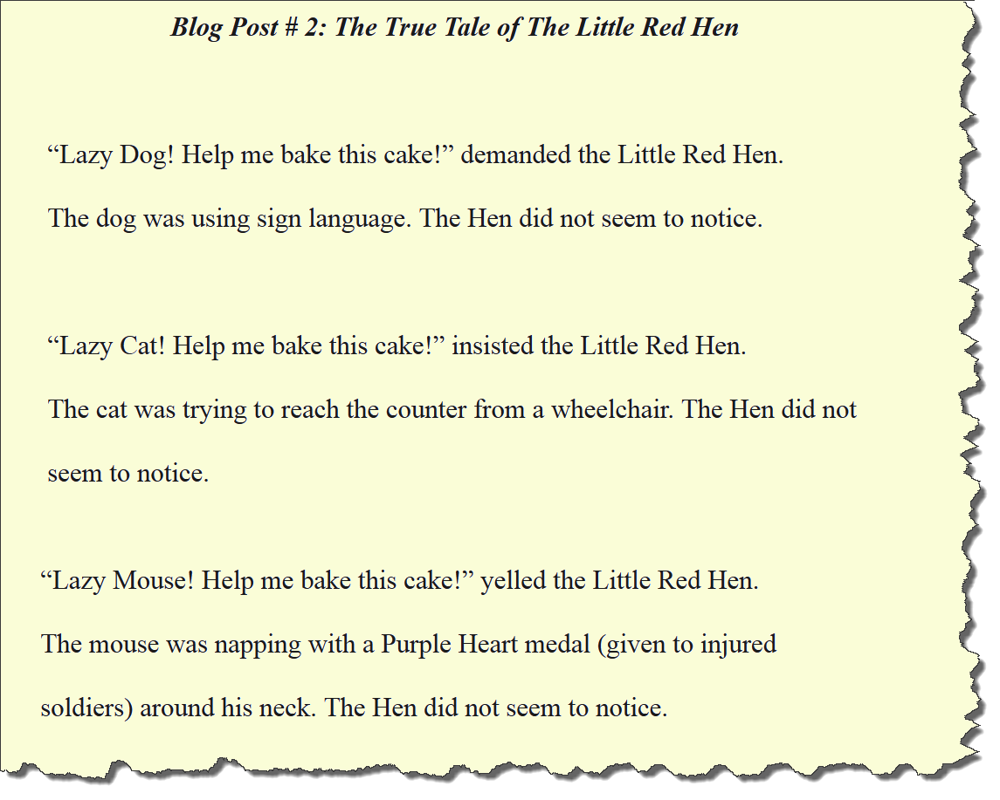 Blog Post # 2: The True Tale of The Little Red Hen
“Lazy Dog! Help me bake this cake!” demanded the Little Red Hen.
The dog was using sign language. The Hen did not seem to notice.
“Lazy Cat! Help me bake this cake!” insisted the Little Red Hen.
The cat was trying to reach the counter from a wheelchair. The Hen did not
seem to notice.
“Lazy Mouse! Help me bake this cake!” yelled the Little Red Hen.
The mouse was napping with a Purple Heart medal (given to injured
soldiers) around his neck. The Hen did not seem to notice.